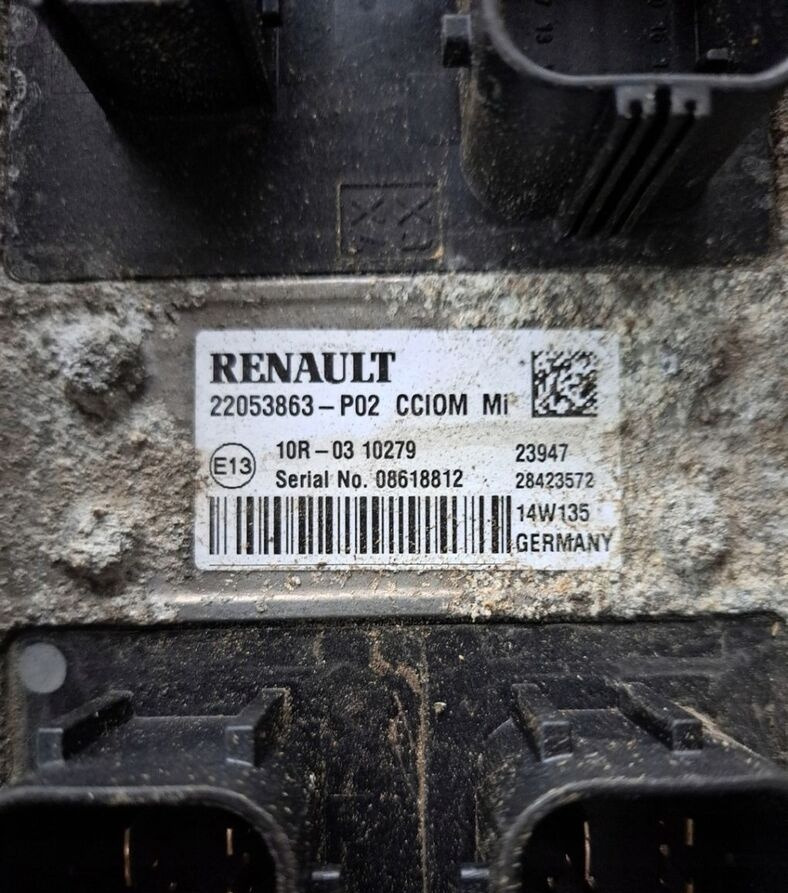 RENAULT
22053863-P02 CCIOM Mi
E13
10R-03 10279
23947
Serial No. 08618812
28423572
14W135
GERMANY